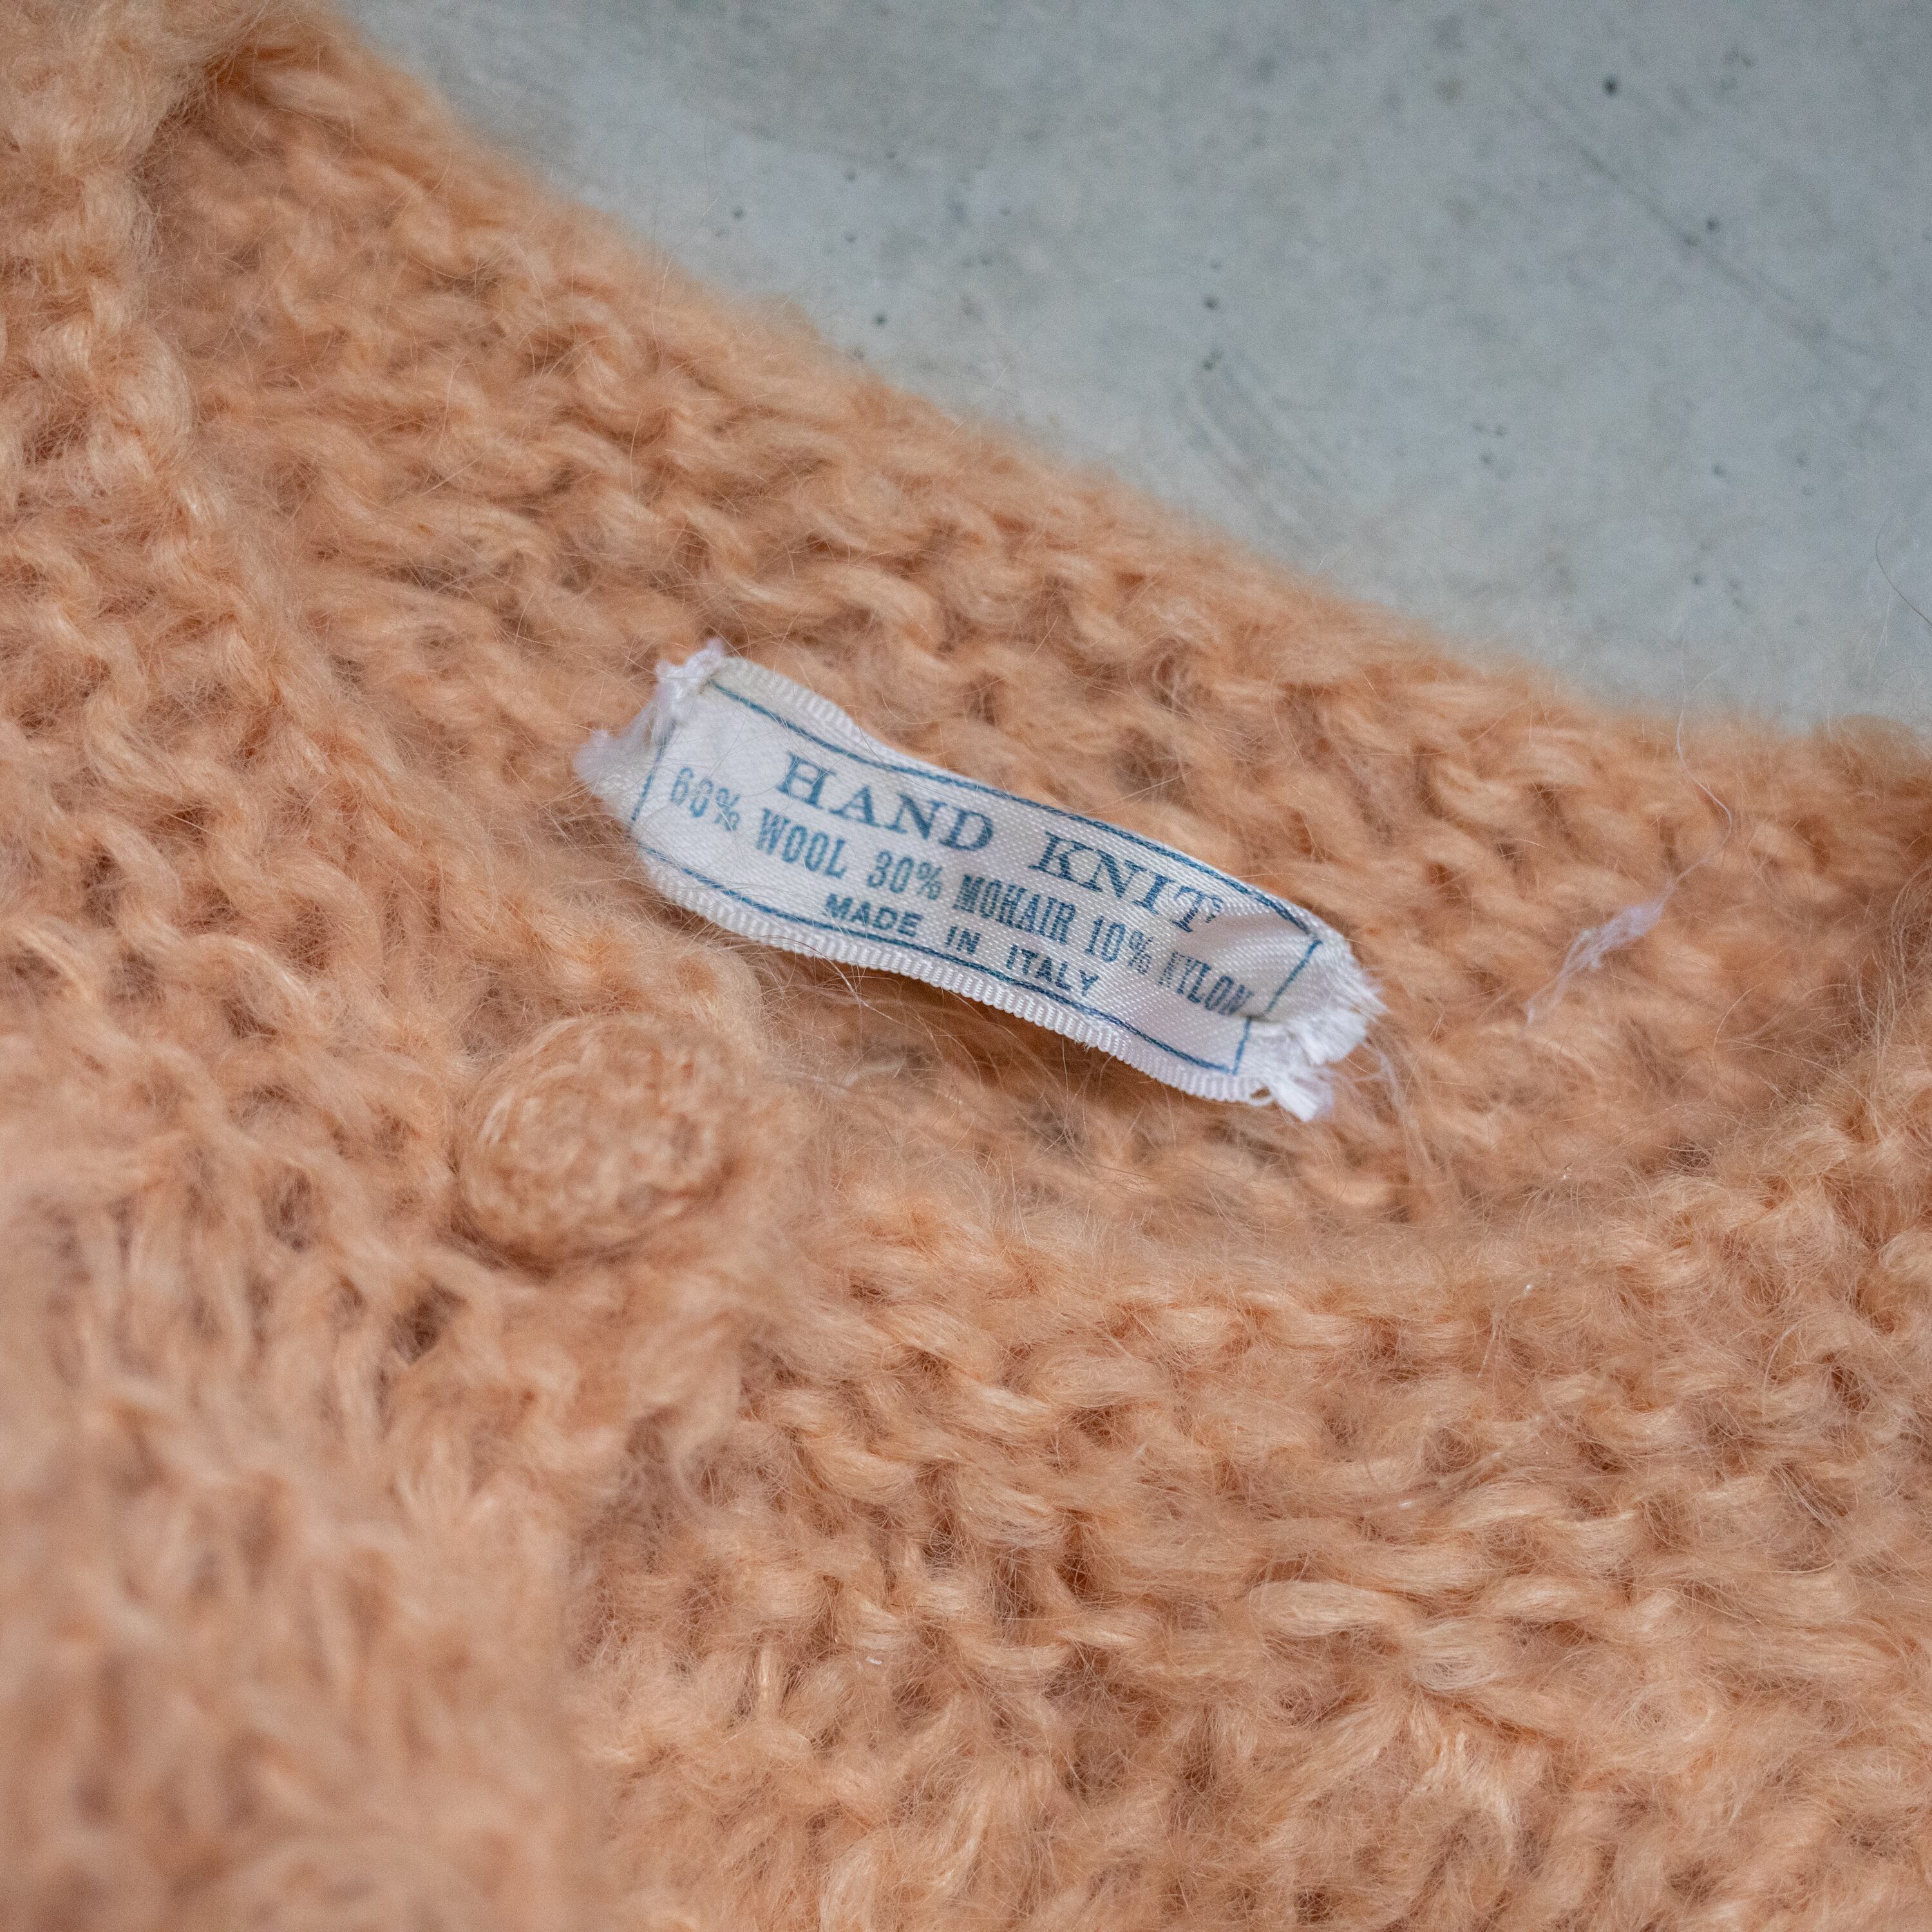 HAND KNIT
60% WOOL 30% MOHAIR 10% NYLON
MADE IN ITALY